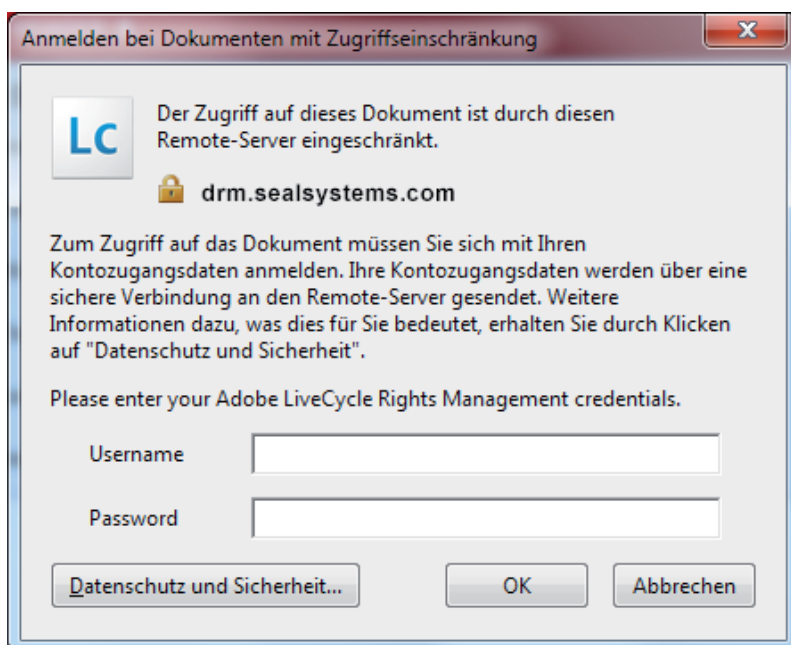 Anmelden bei Dokumenten mit Zugriffseinschränkung
Lc
Der Zugriff auf dieses Dokument ist durch diesen
Remote-Server eingeschränkt.
drm.sealsystems.com
Zum Zugriff auf das Dokument müssen Sie sich mit Ihren
Kontozugangsdaten anmelden. Ihre Kontozugangsdaten werden über eine
sichere Verbindung an den Remote-Server gesendet. Weitere
Informationen dazu, was dies für Sie bedeutet, erhalten Sie durch Klicken
auf "Datenschutz und Sicherheit".
Please enter your Adobe LiveCycle Rights Management credentials.
Username
Password
Datenschutz und Sicherheit... OK Abbrechen